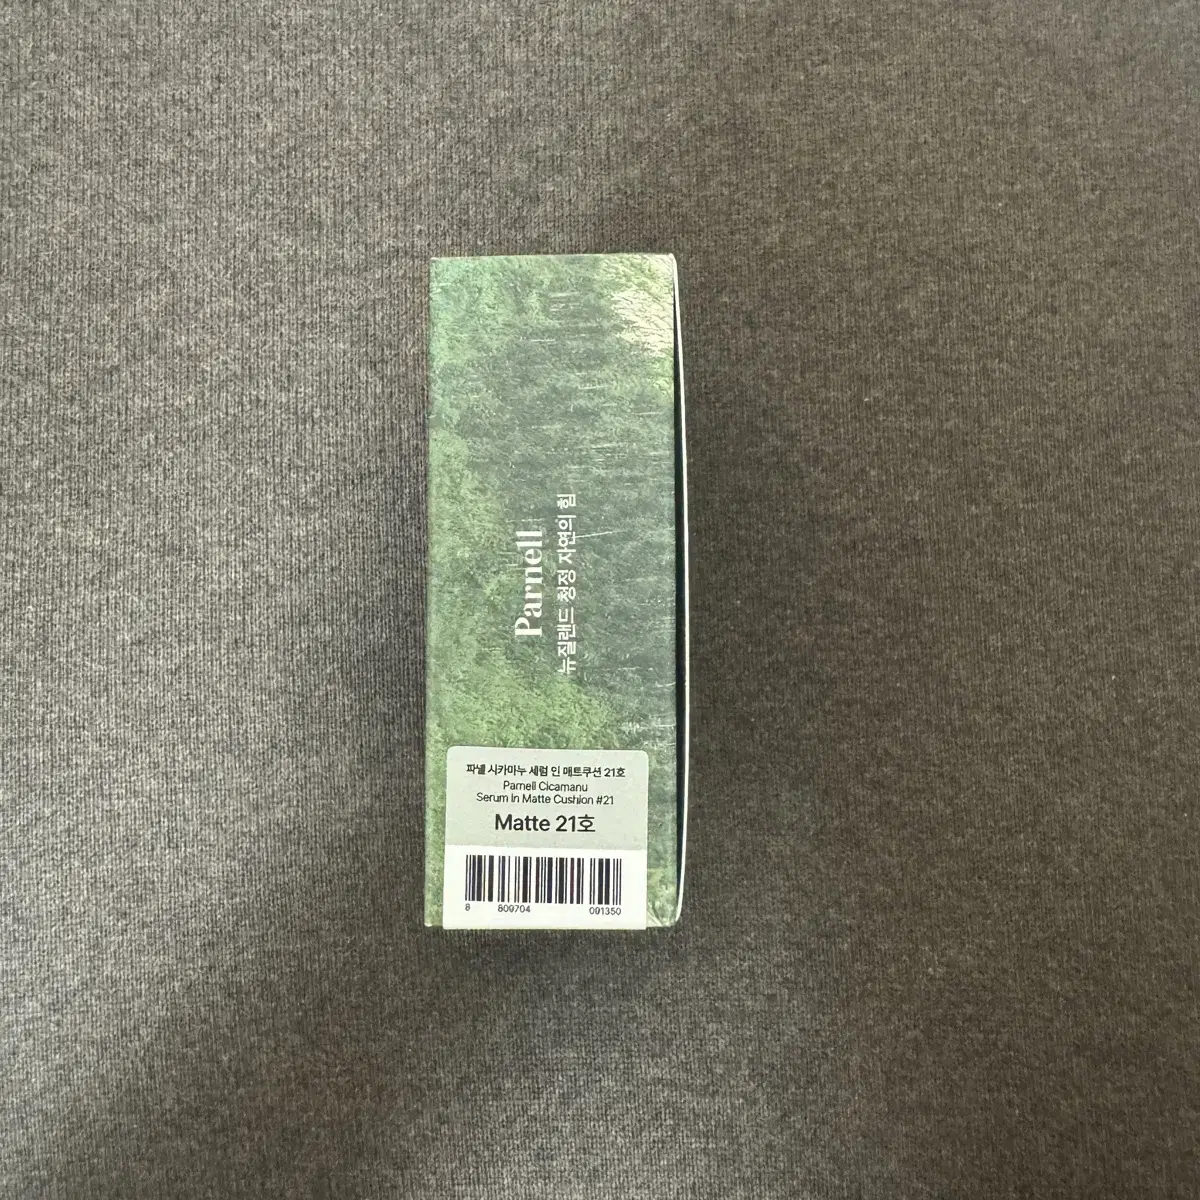 Parnell
뉴질랜드 청정 자연의 힘
파넬 시카마누 세럼 인 매트쿠션 21호
Parnell Cicamanu
Serum in Matte Cushion #21
Matte 21호
8 809704 091350